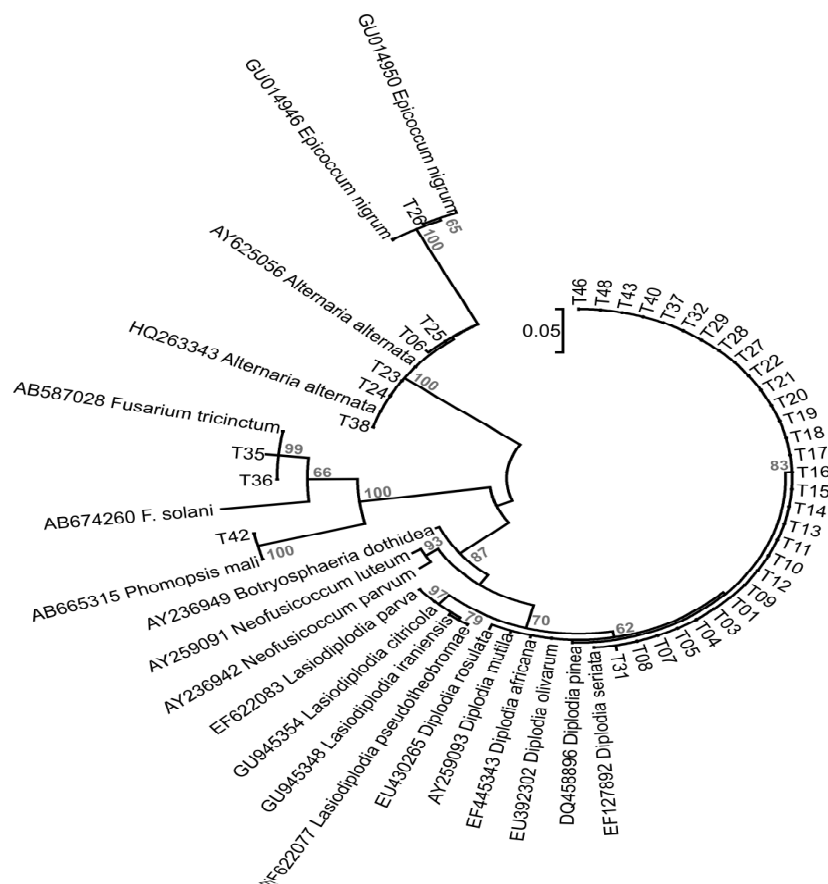 GU014950 Epicoccum nigrum
GU014946 Epicoccum nigrum
T26
65
100
AY625056 Alternaria alternata
T25
T06
T23
T24
100
HQ263343 Alternaria alternata
T38
AB587028 Fusarium tricinctum
T35
99
T36
66
AB674260 F. solani
100
T42
100
AB665315 Phomopsis mali
AY236949 Botryosphaeria dothidea
87
AY259091 Neofusicoccum luteum
93
AY236942 Neofusicoccum parvum
EF622083 Lasiodiplodia parva
97
GU945354 Lasiodiplodia citricola
GU945348 Lasiodiplodia iraniensis
79
EF622077 Lasiodiplodia pseudotheobromae
EU430265 Diplodia rosulata
AY259093 Diplodia mutila
70
EF445343 Diplodia africana
EU392302 Diplodia olivarum
DQ458896 Diplodia pinea
EF127892 Diplodia seriata
62
T31
T08
T07
T05
T04
T03
T01
T09
T12
T10
T11
T13
T14
T15
T16
83
T17
T18
T19
T20
T21
T22
T27
T28
T29
T32
T37
T40
T43
T48
T46
0.05